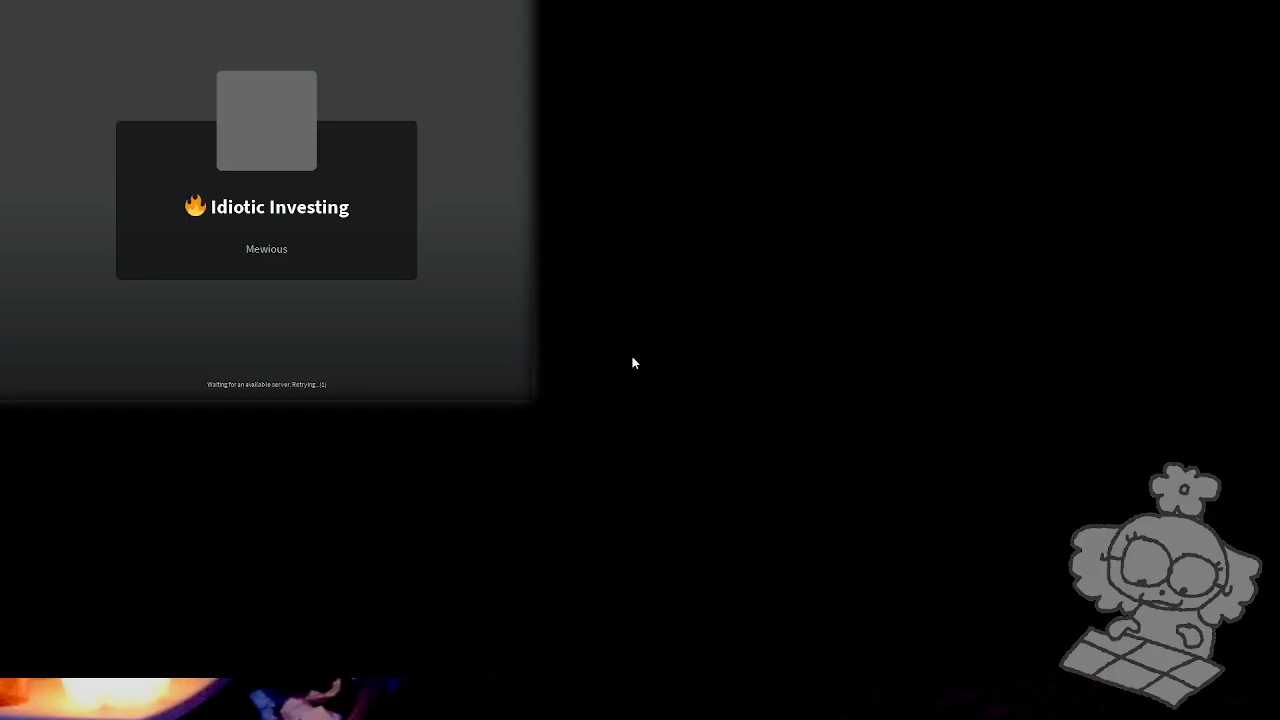 🔥 Idiotic Investing
Mewious
Waiting for an available server. Retrying...(1)